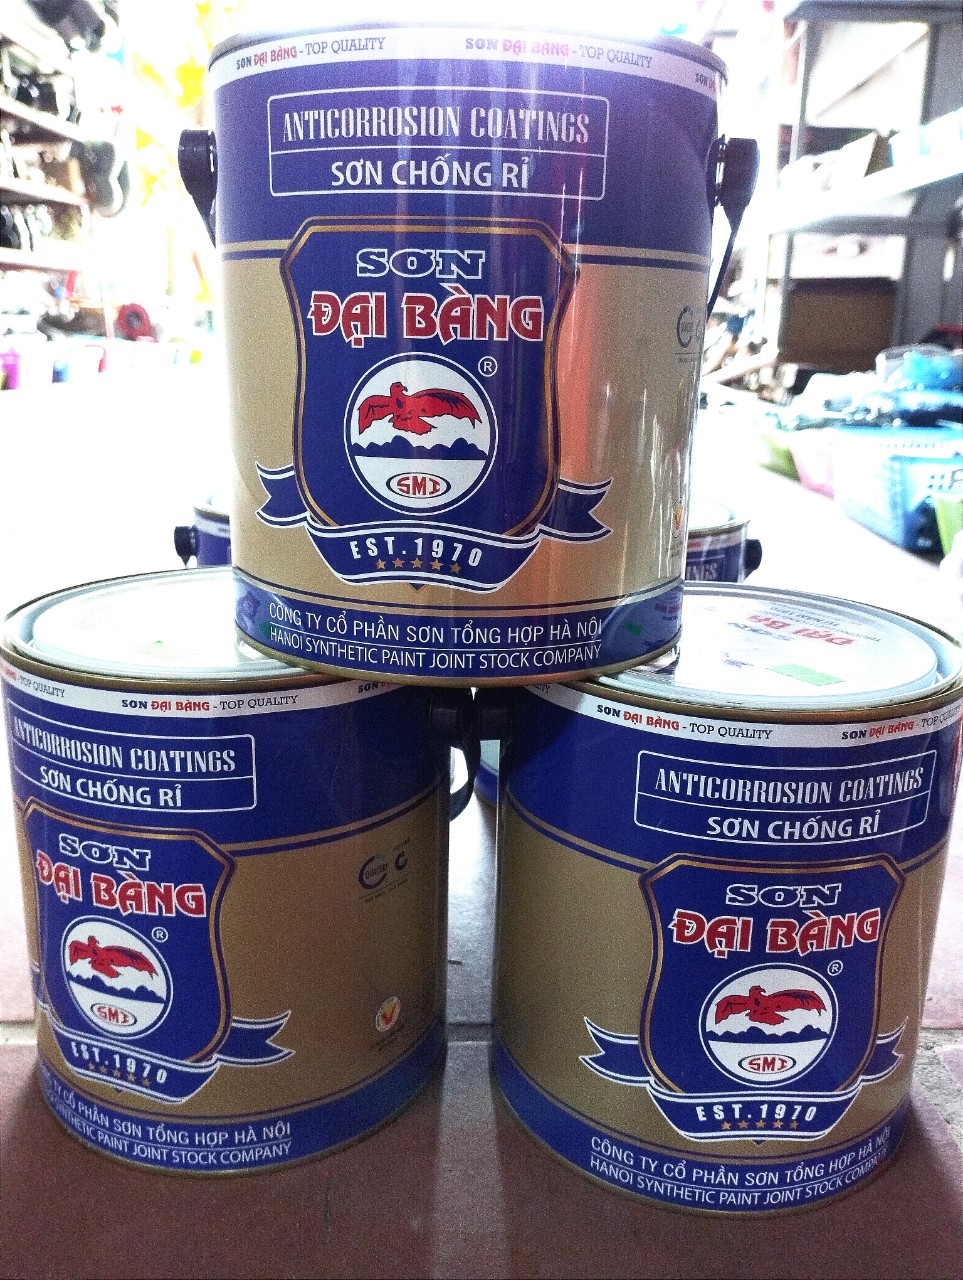 SƠN ĐẠI BÀNG - TOP QUALITY
SƠN ĐẠI BÀNG - TOP QUALITY
ANTICORROSION COATINGS
SƠN CHỐNG RỈ
SƠN
ĐẠI BÀNG
®
SMI
EST.1970
CÔNG TY CỔ PHẦN SƠN TỔNG HỢP HÀ NỘI
HANOI SYNTHETIC PAINT JOINT STOCK COMPANY
TOP QUALITY
SƠN ĐẠI BÀNG - TOP QUALITY
ANTICORROSION COATINGS
SƠN CHỐNG RỈ
SƠN
ĐẠI BÀNG
®
SMI
EST.1970
CÔNG TY CỔ PHẦN SƠN TỔNG HỢP HÀ NỘI
SYNTHETIC PAINT JOINT STOCK COMPANY
SƠN
ĐẠI BÀ
SƠN ĐẠI BÀNG - TOP QUALITY
SƠN ĐẠI BÀNG - TOP
ANTICORROSION COATINGS
SƠN CHỐNG RỈ
SƠN
ĐẠI BÀNG
®
SMI
EST.1970
CÔNG TY CỔ PHẦN SƠN TỔNG HỢP HÀ NỘI
HANOI SYNTHETIC PAINT JOINT STOCK COMPANY